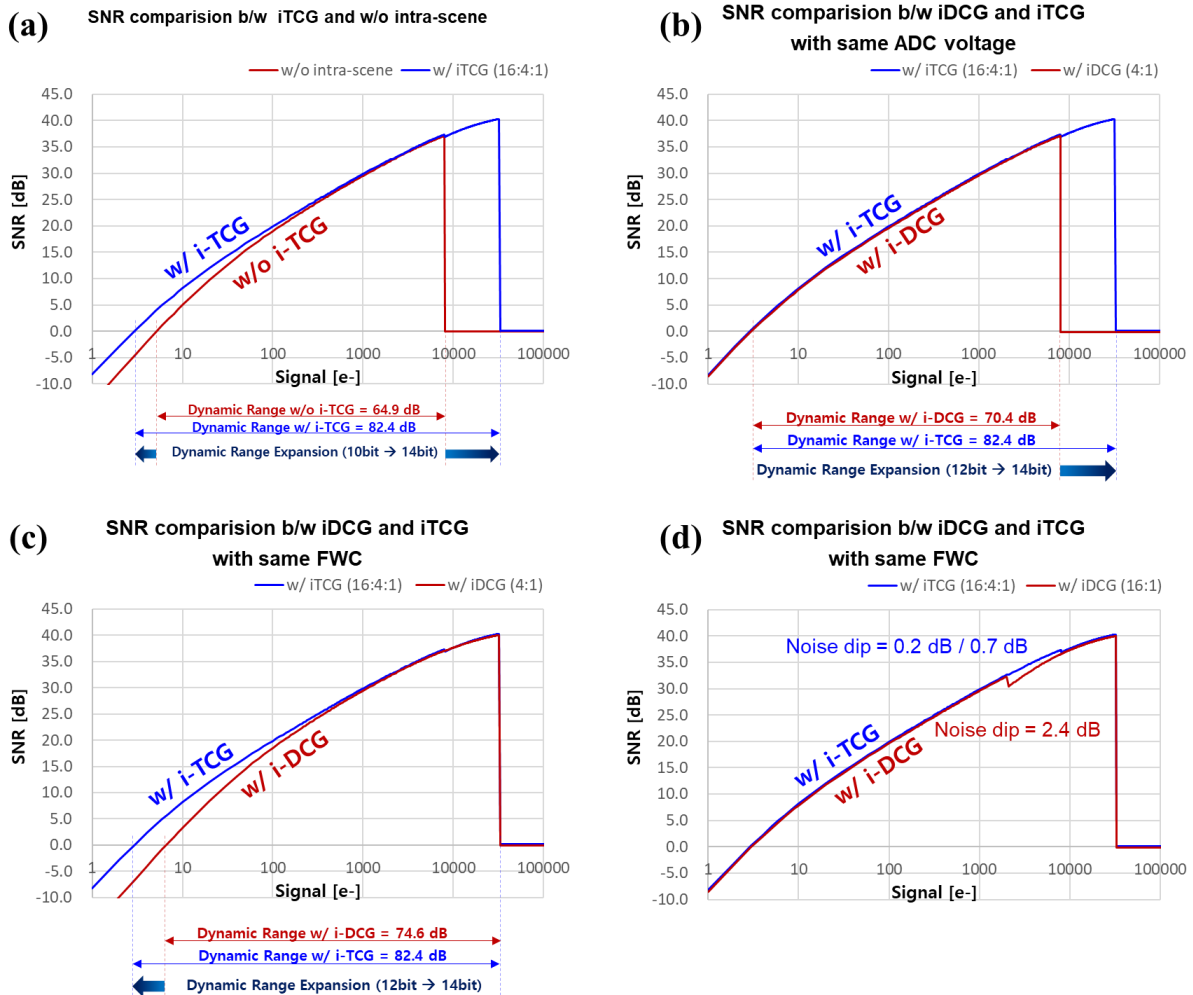 (a)
SNR comparision b/w iTCG and w/o intra-scene
w/o intra-scene w/ iTCG (16:4:1)
45.0
40.0
35.0
30.0
25.0
20.0
15.0
10.0
5.0
0.0
-5.0
-10.0
SNR [dB]
w/ i-TCG
w/o i-TCG
1 10 100 1000 10000 100000
Signal [e-]
Dynamic Range w/o i-TCG = 64.9 dB
Dynamic Range w/ i-TCG = 82.4 dB
Dynamic Range Expansion (10bit → 14bit)
(b)
SNR comparision b/w iDCG and iTCG
with same ADC voltage
w/ iTCG (16:4:1) w/ iDCG (4:1)
45.0
40.0
35.0
30.0
25.0
20.0
15.0
10.0
5.0
0.0
-5.0
-10.0
SNR [dB]
w/ i-TCG
w/ i-DCG
1 10 100 1000 10000 100000
Signal [e-]
Dynamic Range w/ i-DCG = 70.4 dB
Dynamic Range w/ i-TCG = 82.4 dB
Dynamic Range Expansion (12bit → 14bit)
(c)
SNR comparision b/w iDCG and iTCG
with same FWC
w/ iTCG (16:4:1) w/ iDCG (4:1)
45.0
40.0
35.0
30.0
25.0
20.0
15.0
10.0
5.0
0.0
-5.0
-10.0
SNR [dB]
w/ i-TCG
w/ i-DCG
1 10 100 1000 10000 100000
Signal [e-]
Dynamic Range w/ i-DCG = 74.6 dB
Dynamic Range w/ i-TCG = 82.4 dB
Dynamic Range Expansion (12bit → 14bit)
(d)
SNR comparision b/w iDCG and iTCG
with same FWC
w/ iTCG (16:4:1) w/ iDCG (16:1)
45.0
40.0
35.0
30.0
25.0
20.0
15.0
10.0
5.0
0.0
-5.0
-10.0
SNR [dB]
Noise dip = 0.2 dB / 0.7 dB
Noise dip = 2.4 dB
w/ i-TCG
w/ i-DCG
1 10 100 1000 10000 100000
Signal [e-]